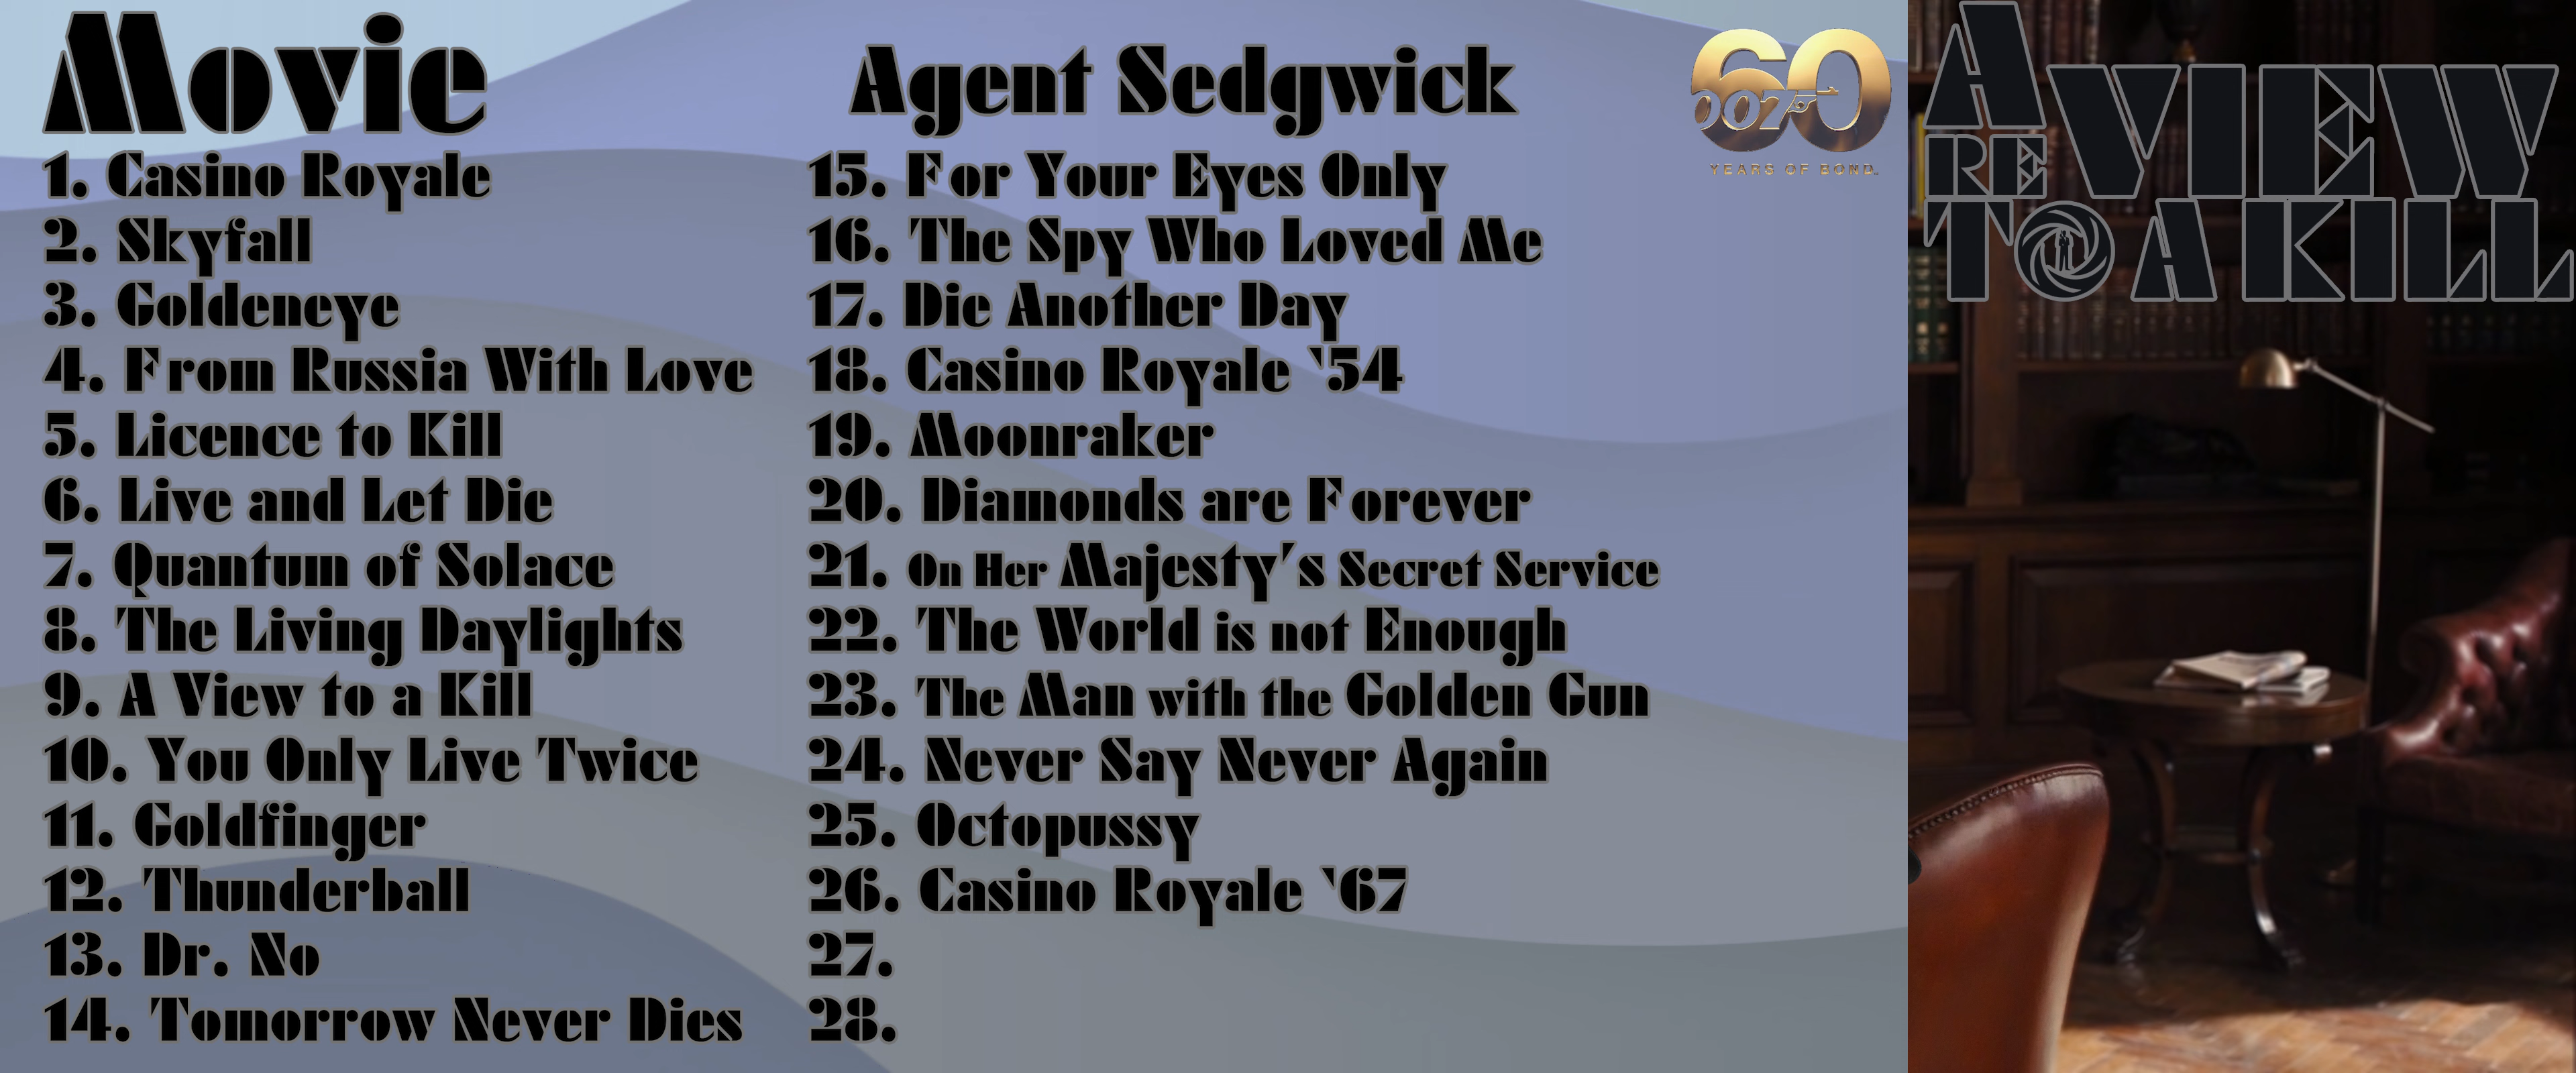 Movie
Agent Sedgwick
1. Casino Royale
2. Skyfall
3. Goldeneye
4. From Russia With Love
5. Licence to Kill
6. Live and Let Die
7. Quantum of Solace
8. The Living Daylights
9. A View to a Kill
10. You Only Live Twice
11. Goldfinger
12. Thunderball
13. Dr. No
14. Tomorrow Never Dies
15. For Your Eyes Only
16. The Spy Who Loved Me
17. Die Another Day
18. Casino Royale `54
19. Moonraker
20. Diamonds are Forever
21. On Her Majesty's Secret Service
22. The World is not Enough
23. The Man with the Golden Gun
24. Never Say Never Again
25. Octopussy
26. Casino Royale `67
27.
28.
60
007
YEARS OF BOND.
A
REVIEW
TO A KILL